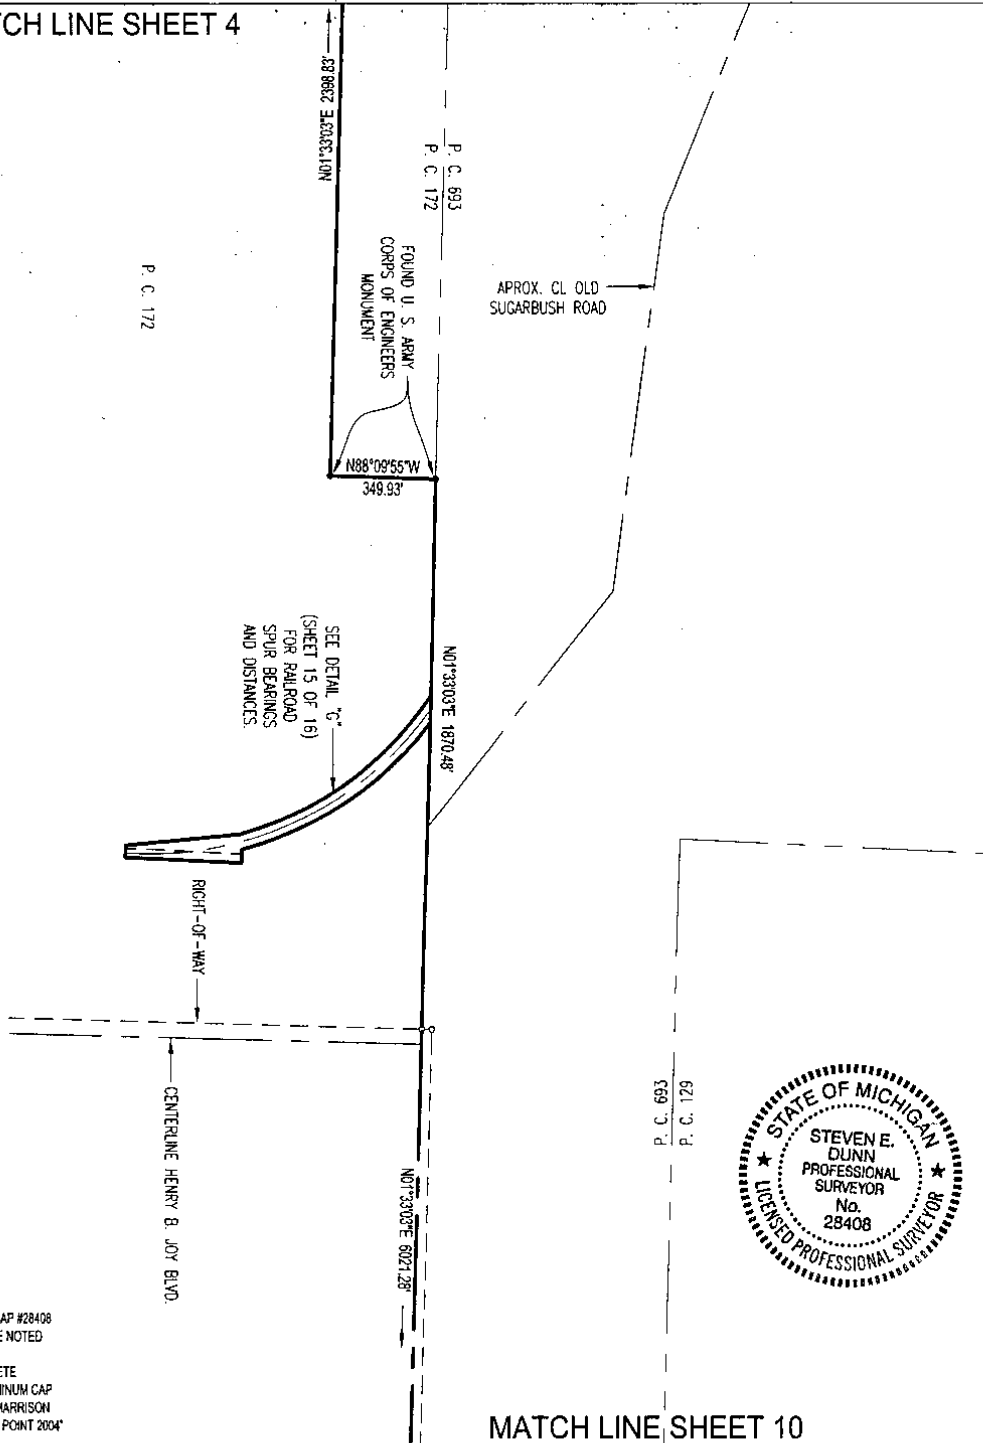 TCH LINE SHEET 4
N01°33'03"E 2398.83'
P. C. 693
P. C. 172
P. C. 172
FOUND U. S. ARMY
CORPS OF ENGINEERS
MONUMENT
APROX. CL OLD
SUGARBUSH ROAD
N88°09'55"W
349.93'
SEE DETAIL "C"
(SHEET 15 OF 16)
FOR RAILROAD
SPUR BEARINGS
AND DISTANCES.
N01°33'03"E 1870.48'
RIGHT-OF-WAY
CENTERLINE HENRY B. JOY BLVD.
N01°33'03"E 6021.28'
P. C. 693
P. C. 129
STATE OF MICHIGAN
STEVEN E.
DUNN
PROFESSIONAL
SURVEYOR
No.
28408
LICENSED PROFESSIONAL SURVEYOR
AP #28408
E NOTED
ETE
INUM CAP
HARRISON
POINT 2004"
MATCH LINE SHEET 10